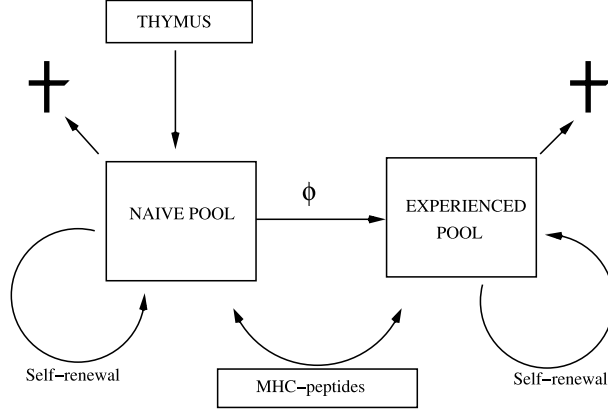 THYMUS
NAIVE POOL
ϕ
EXPERIENCED
POOL
Self−renewal
MHC−peptides
Self−renewal